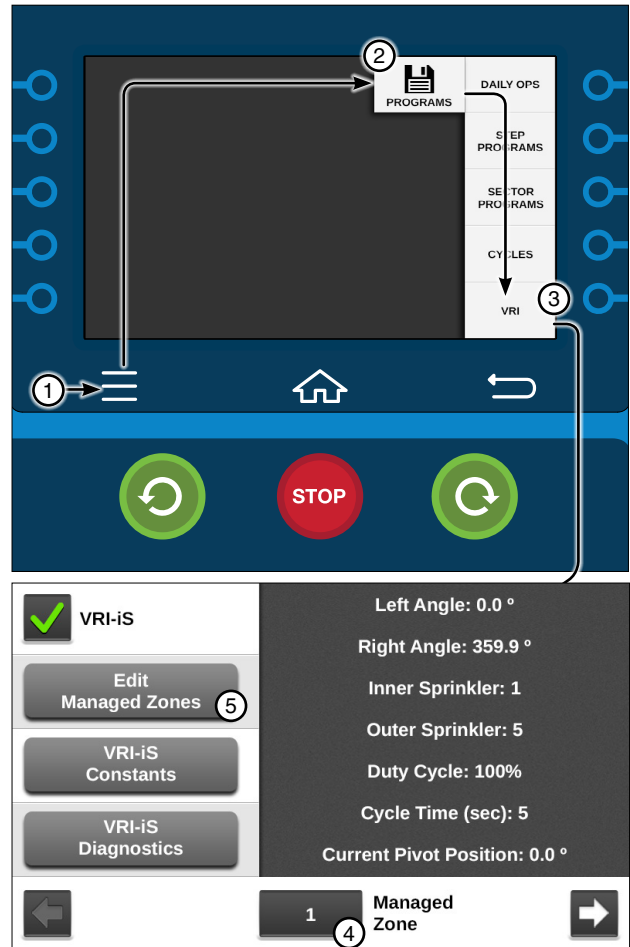 2
PROGRAMS
DAILY OPS
STEP
PROGRAMS
SECTOR
PROGRAMS
CYCLES
VRI
3
1
STOP
VRI-iS
Edit
Managed Zones
5
VRI-iS
Constants
VRI-iS
Diagnostics
Left Angle: 0.0 º
Right Angle: 359.9 º
Inner Sprinkler: 1
Outer Sprinkler: 5
Duty Cycle: 100%
Cycle Time (sec): 5
Current Pivot Position: 0.0 º
1
4
Managed
Zone